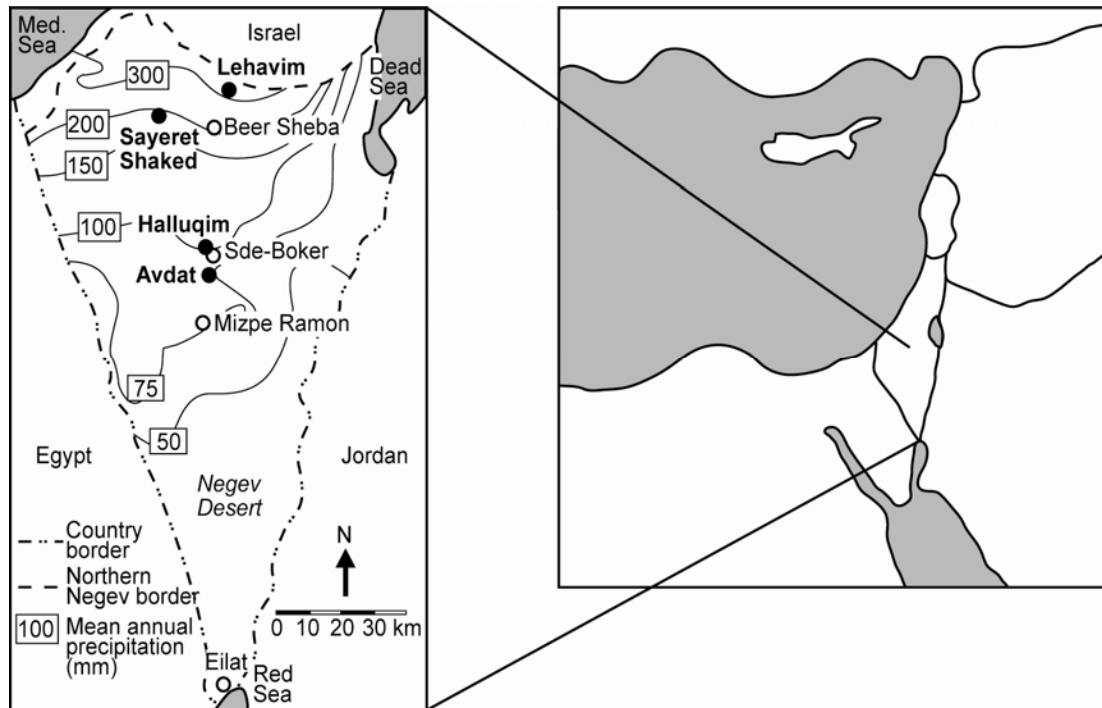 Med.
Sea
Israel
300
Lehavim
Dead
Sea
200
Beer Sheba
Sayeret
Shaked
150
100
Halluqim
Sde-Boker
Avdat
Mizpe Ramon
75
50
Egypt
Jordan
Negev
Desert
Country
border
N
Northern
Negev border
100
Mean annual
precipitation
(mm)
0 10 20 30 km
Eilat
Red
Sea